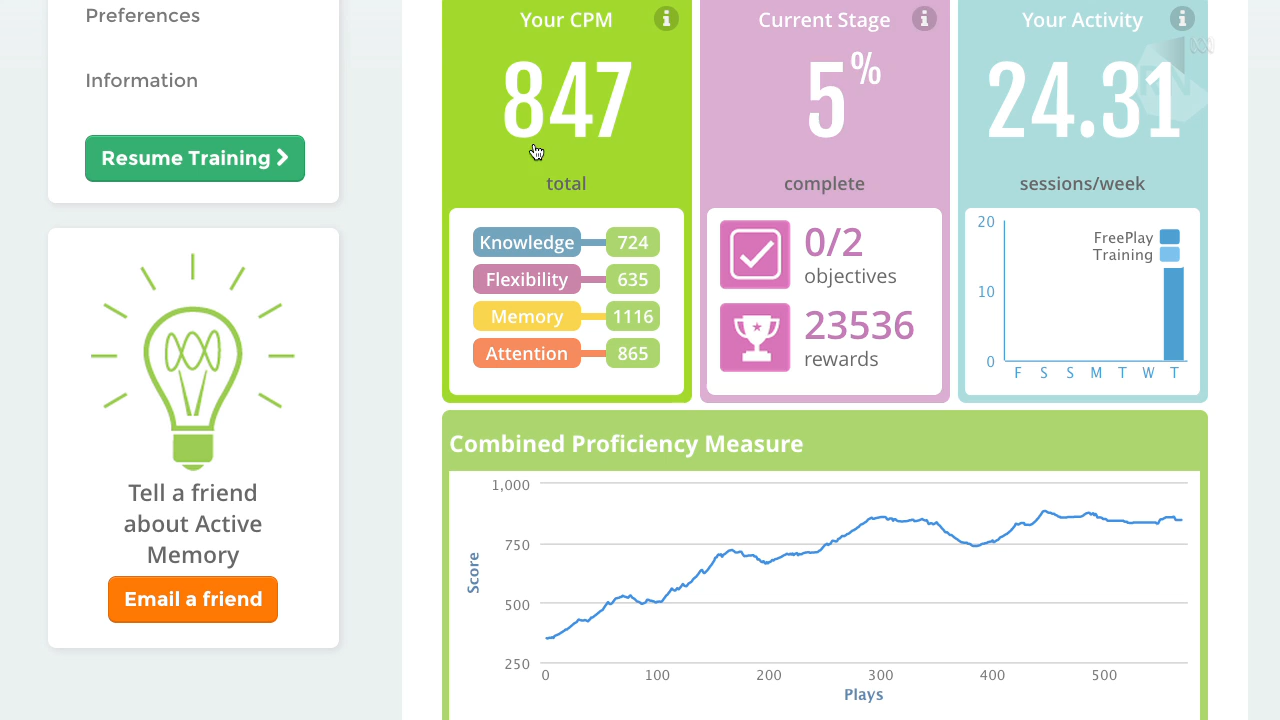 Preferences
Information
Resume Training
Tell a friend
about Active
Memory
Email a friend
Your CPM
i
847
total
Knowledge 724
Flexibility 635
Memory 1116
Attention 865
Current Stage
i
5%
complete
0/2
objectives
23536
rewards
Your Activity
i
24.31
sessions/week
20
10
0
FreePlay
Training
F S S M T W T
Combined Proficiency Measure
1,000
750
500
250
Score
0 100 200 300 400 500
Plays